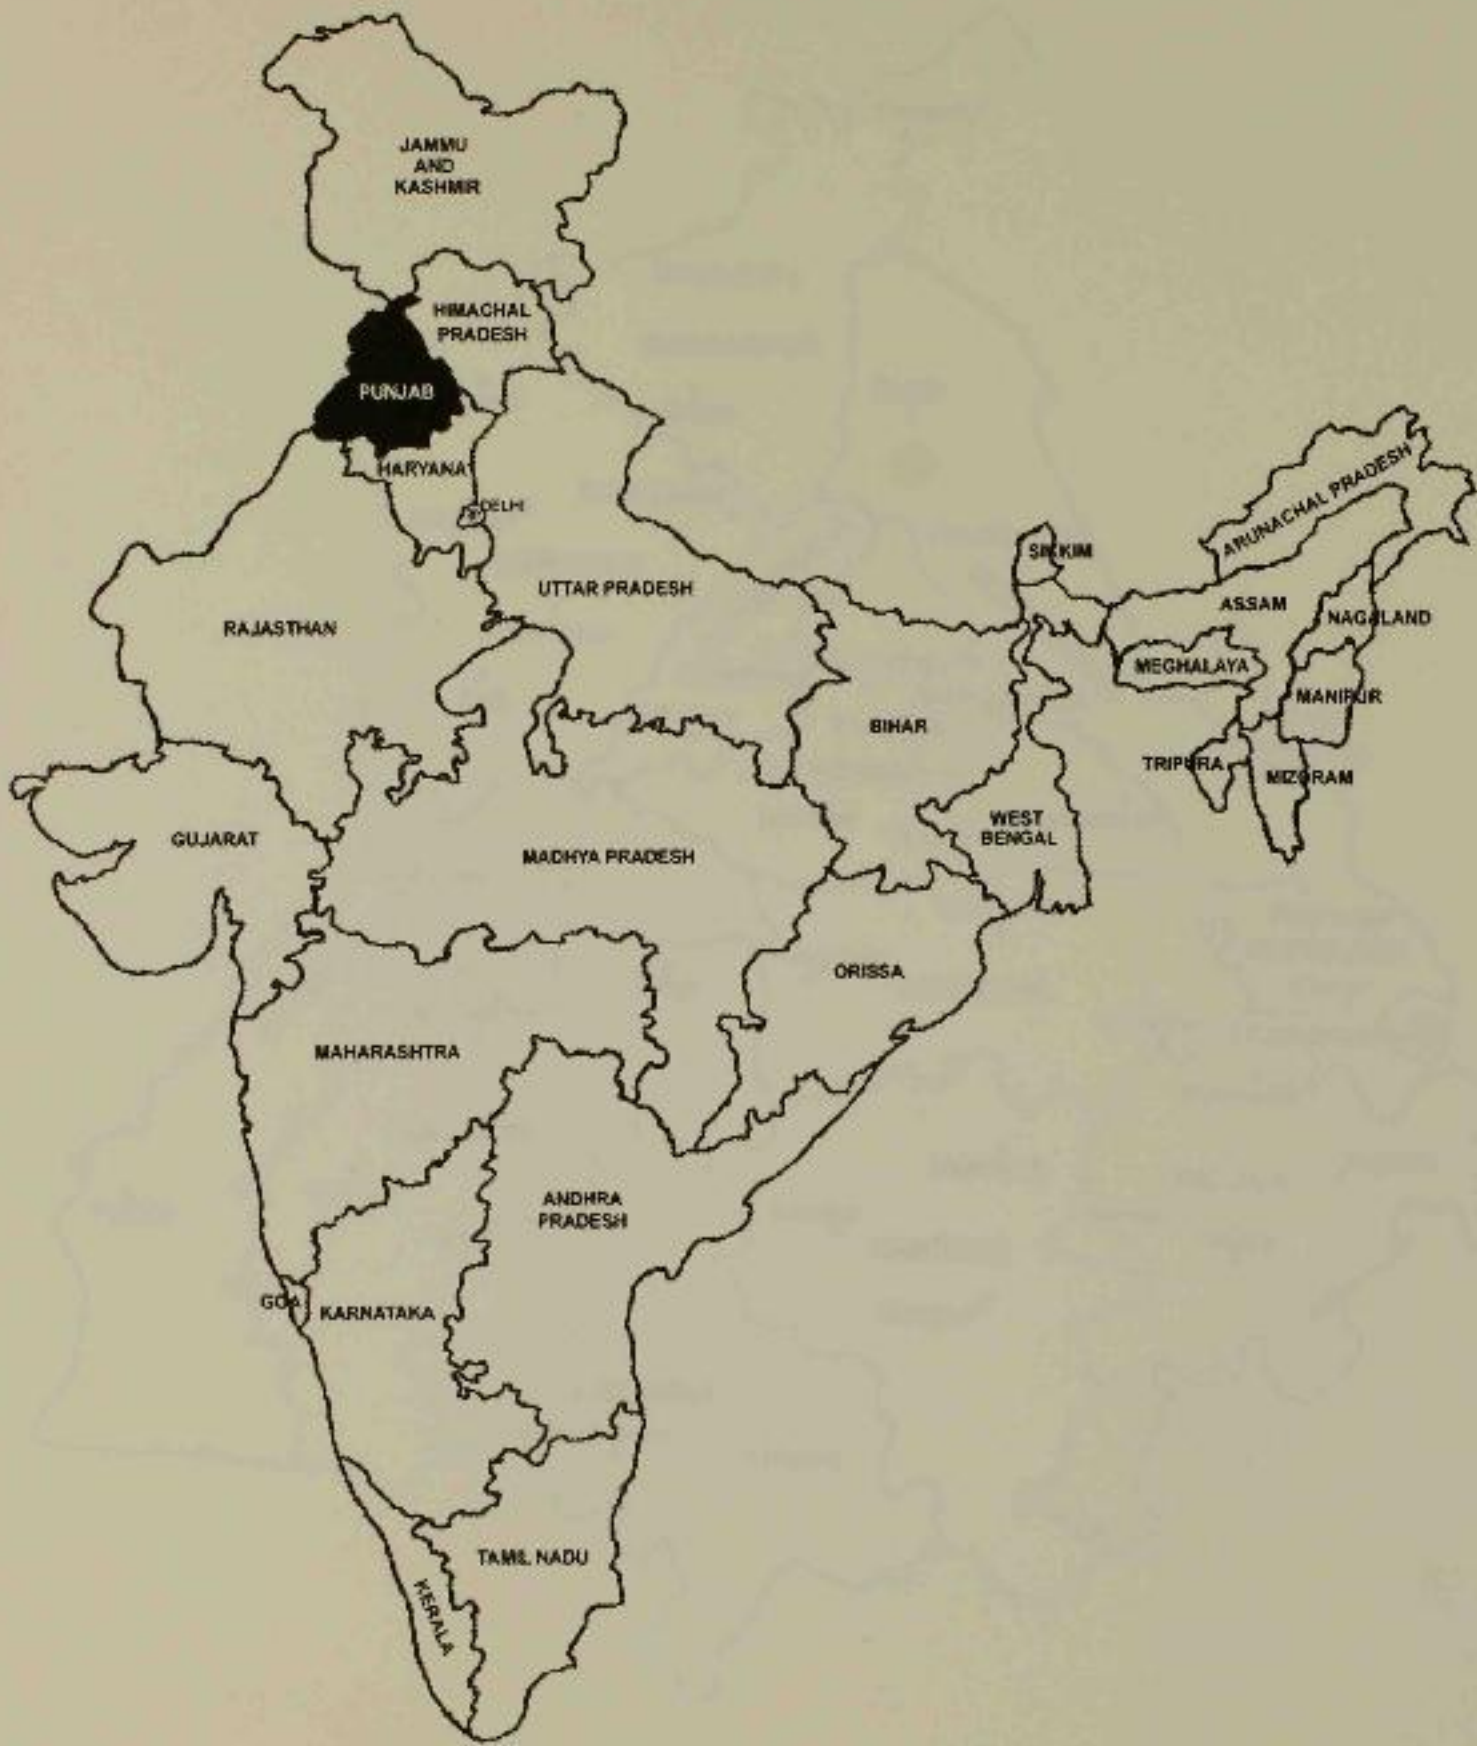 JAMMU
AND
KASHMIR
HIMACHAL
PRADESH
PUNJAB
HARYANA
DELHI
ARUNACHAL PRADESH
SIKKIM
UTTAR PRADESH
ASSAM
NAGALAND
RAJASTHAN
MEGHALAYA
MANIPUR
BIHAR
TRIPURA
MIZORAM
GUJARAT
WEST
BENGAL
MADHYA PRADESH
ORISSA
MAHARASHTRA
ANDHRA
PRADESH
GOA
KARNATAKA
TAMIL NADU
KERALA